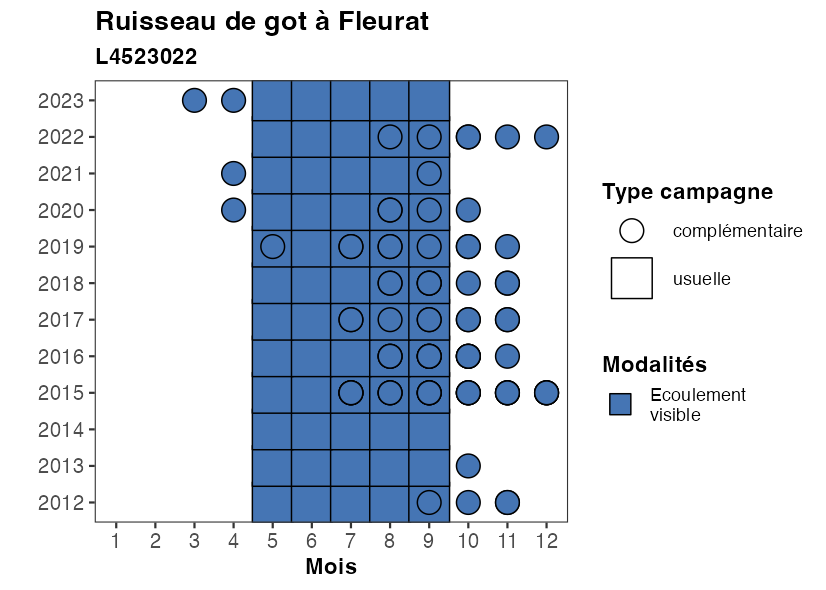 Ruisseau de got à Fleurat
L4523022
2023
2022
2021
2020
2019
2018
2017
2016
2015
2014
2013
2012
1 2 3 4 5 6 7 8 9 10 11 12
Mois
Type campagne
complémentaire
usuelle
Modalités
Ecoulement
visible